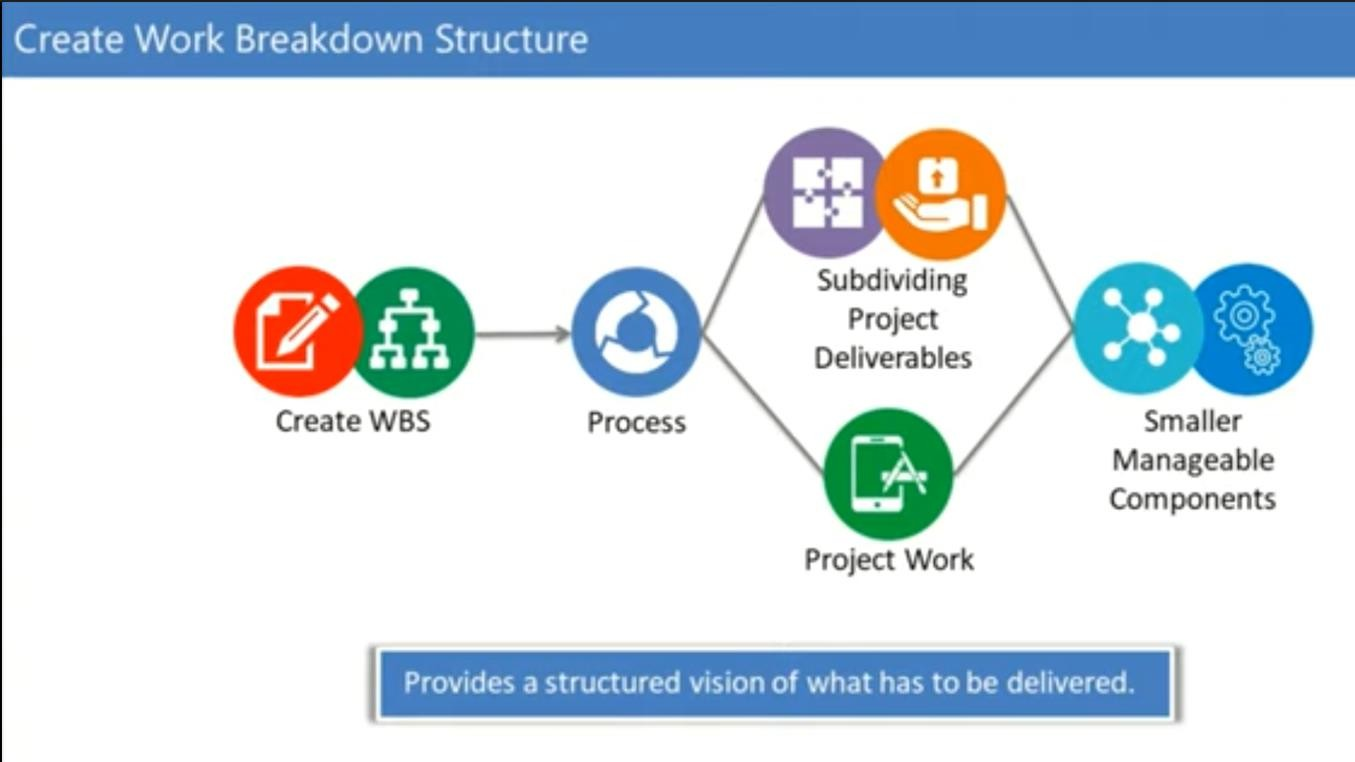 Create Work Breakdown Structure
Create WBS
Process
Subdividing
Project
Deliverables
Project Work
Smaller
Manageable
Components
Provides a structured vision of what has to be delivered.